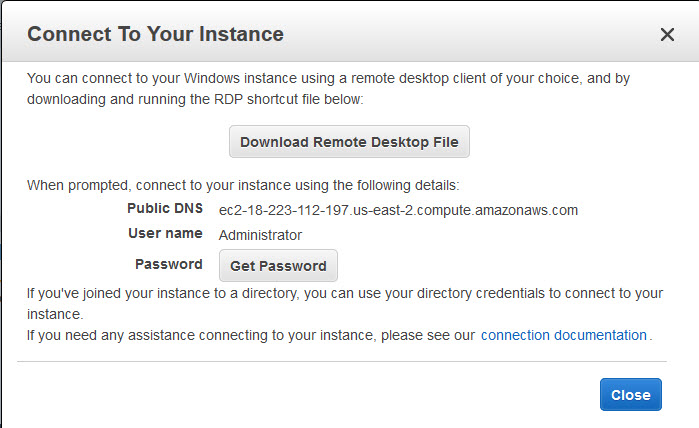 Connect To Your Instance
You can connect to your Windows instance using a remote desktop client of your choice, and by
downloading and running the RDP shortcut file below:
Download Remote Desktop File
When prompted, connect to your instance using the following details:
Public DNS ec2-18-223-112-197.us-east-2.compute.amazonaws.com
User name Administrator
Password Get Password
If you've joined your instance to a directory, you can use your directory credentials to connect to your
instance.
If you need any assistance connecting to your instance, please see our connection documentation.
Close